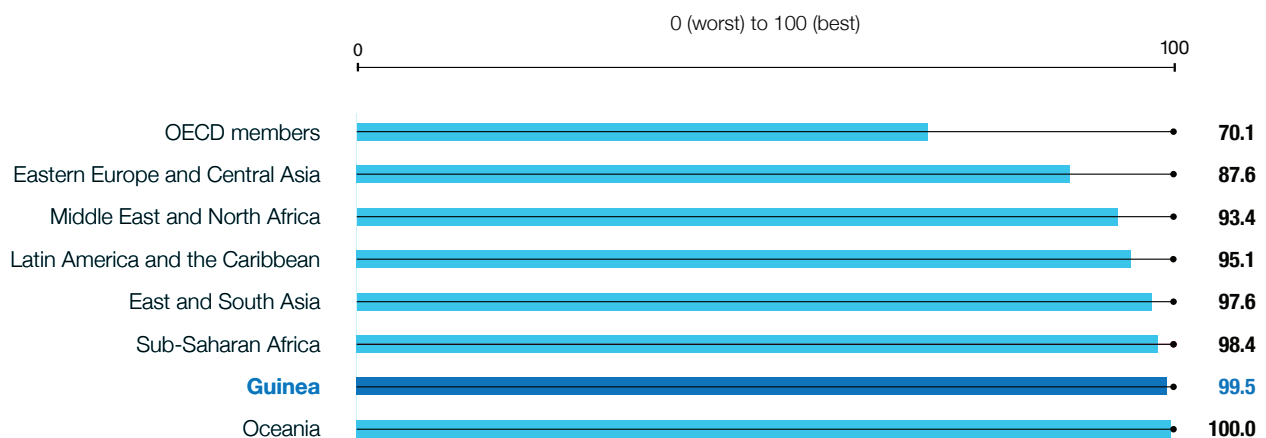 0 (worst) to 100 (best)
0 100
OECD members 70.1
Eastern Europe and Central Asia 87.6
Middle East and North Africa 93.4
Latin America and the Caribbean 95.1
East and South Asia 97.6
Sub-Saharan Africa 98.4
Guinea 99.5
Oceania 100.0